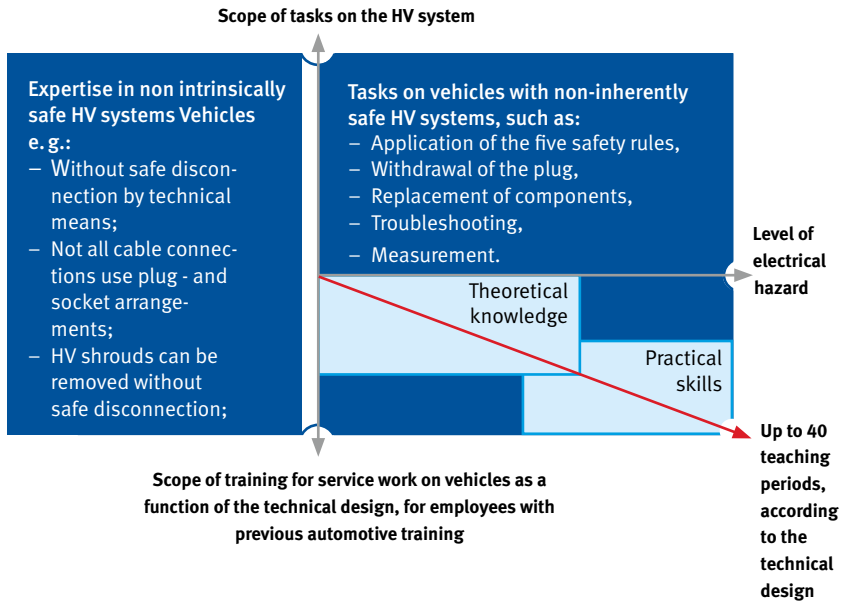 Scope of tasks on the HV system
Expertise in non intrinsically
safe HV systems Vehicles
e. g.:
– Without safe discon-
nection by technical
means;
– Not all cable connec-
tions use plug - and
socket arrange-
ments;
– HV shrouds can be
removed without
safe disconnection;
Tasks on vehicles with non-inherently
safe HV systems, such as:
– Application of the five safety rules,
– Withdrawal of the plug,
– Replacement of components,
– Troubleshooting,
– Measurement.
Level of
electrical
hazard
Theoretical
knowledge
Practical
skills
Up to 40
teaching
periods,
according
to the
technical
design
Scope of training for service work on vehicles as a
function of the technical design, for employees with
previous automotive training